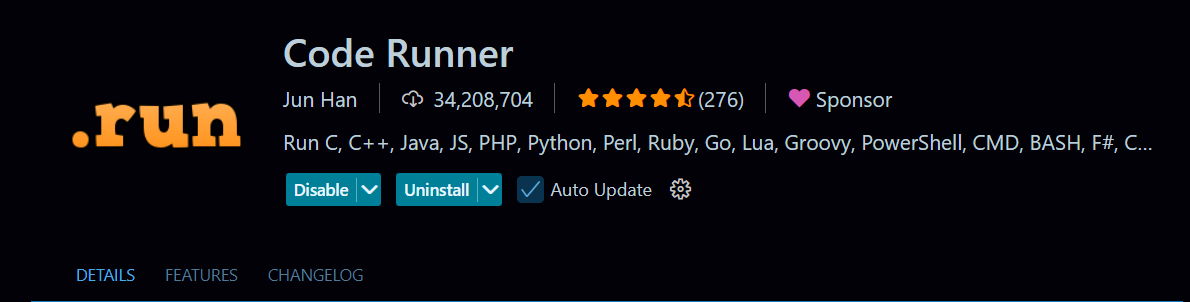 .run
Code Runner
Jun Han 34,208,704 (276) Sponsor
Run C, C++, Java, JS, PHP, Python, Perl, Ruby, Go, Lua, Groovy, PowerShell, CMD, BASH, F#, C...
Disable Uninstall Auto Update
DETAILS FEATURES CHANGELOG